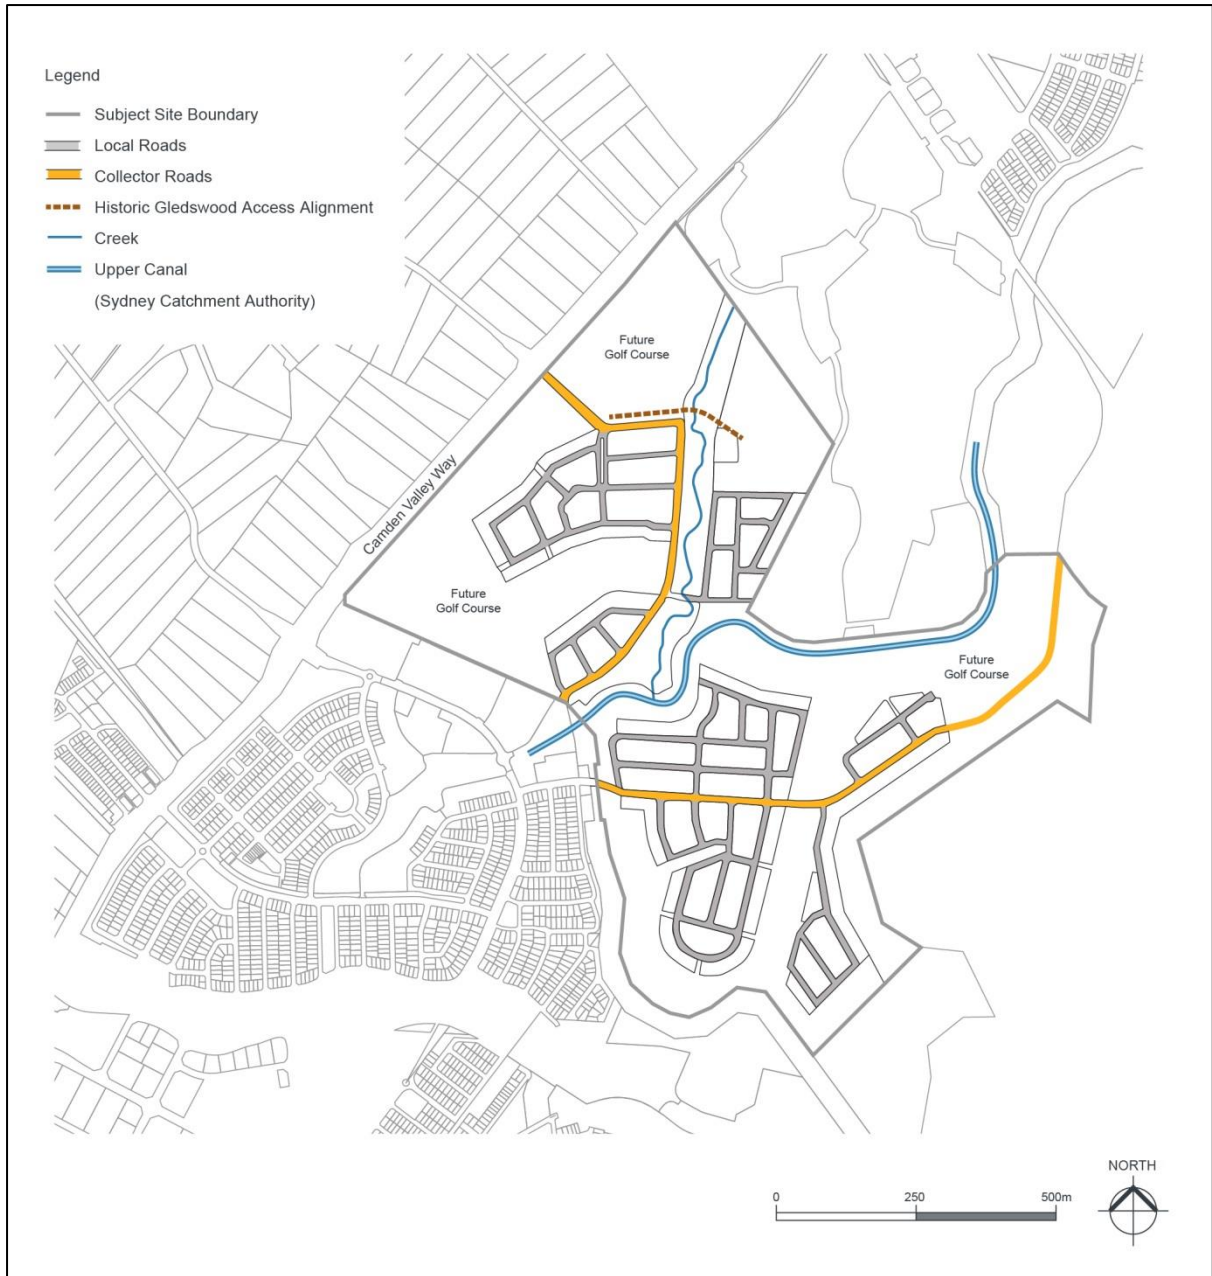 Legend
Subject Site Boundary
Local Roads
Collector Roads
Historic Gledswood Access Alignment
Creek
Upper Canal
(Sydney Catchment Authority)
Future
Golf Course
Camden Valley Way
Future
Golf Course
Future
Golf Course
NORTH
0 250 500m